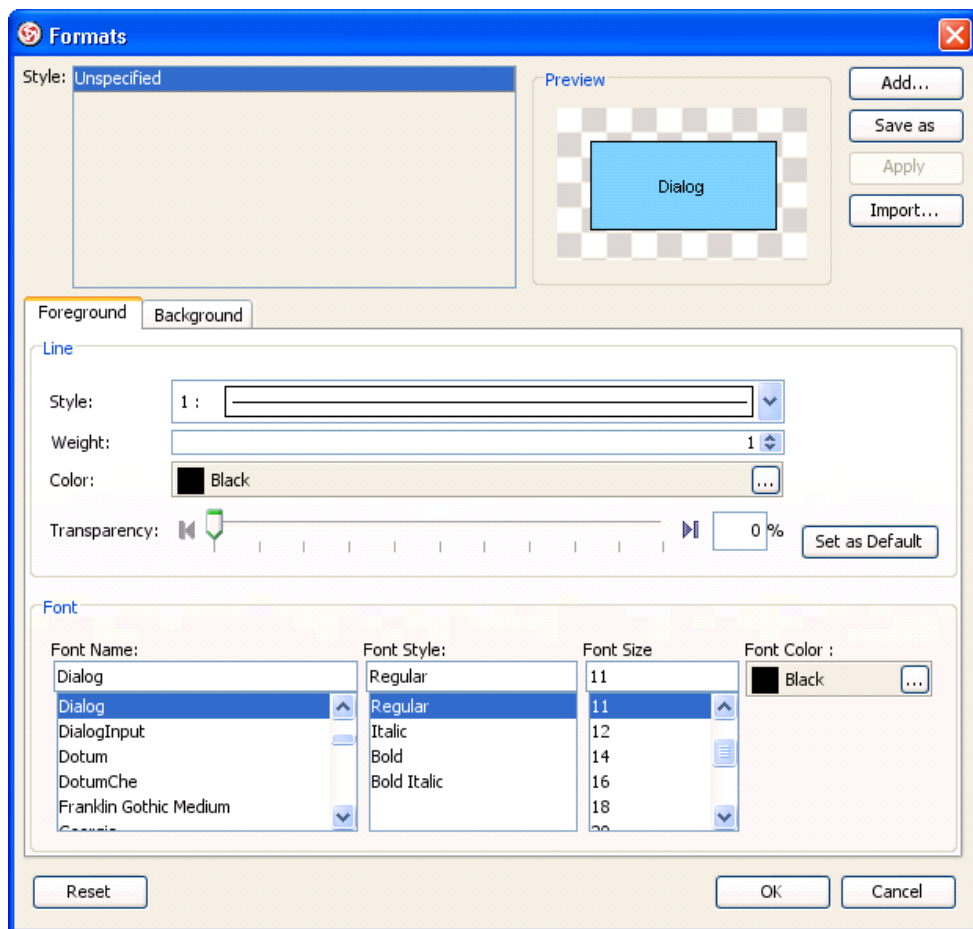 Formats
Style: Unspecified
Preview
Dialog
Add...
Save as
Apply
Import...
Foreground Background
Line
Style: 1 :
Weight: 1
Color: Black ...
Transparency: 0 %
Set as Default
Font
Font Name: Font Style: Font Size Font Color :
Dialog Regular 11 Black ...
Dialog Regular 11
DialogInput Italic 12
Dotum Bold 14
DotumChe Bold Italic 16
Franklin Gothic Medium 18
Reset OK Cancel